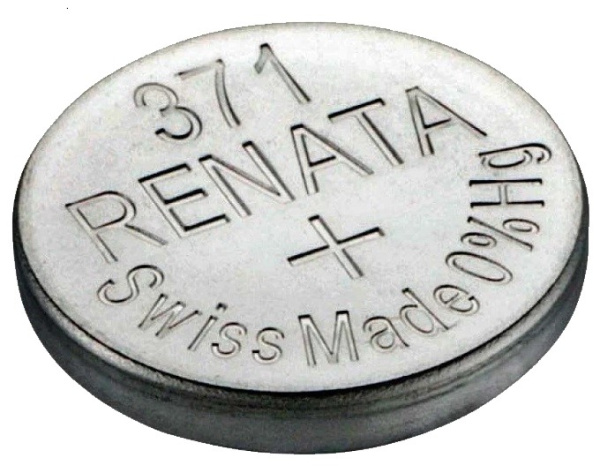 371
RENATA
+
Swiss Made 0%Hg